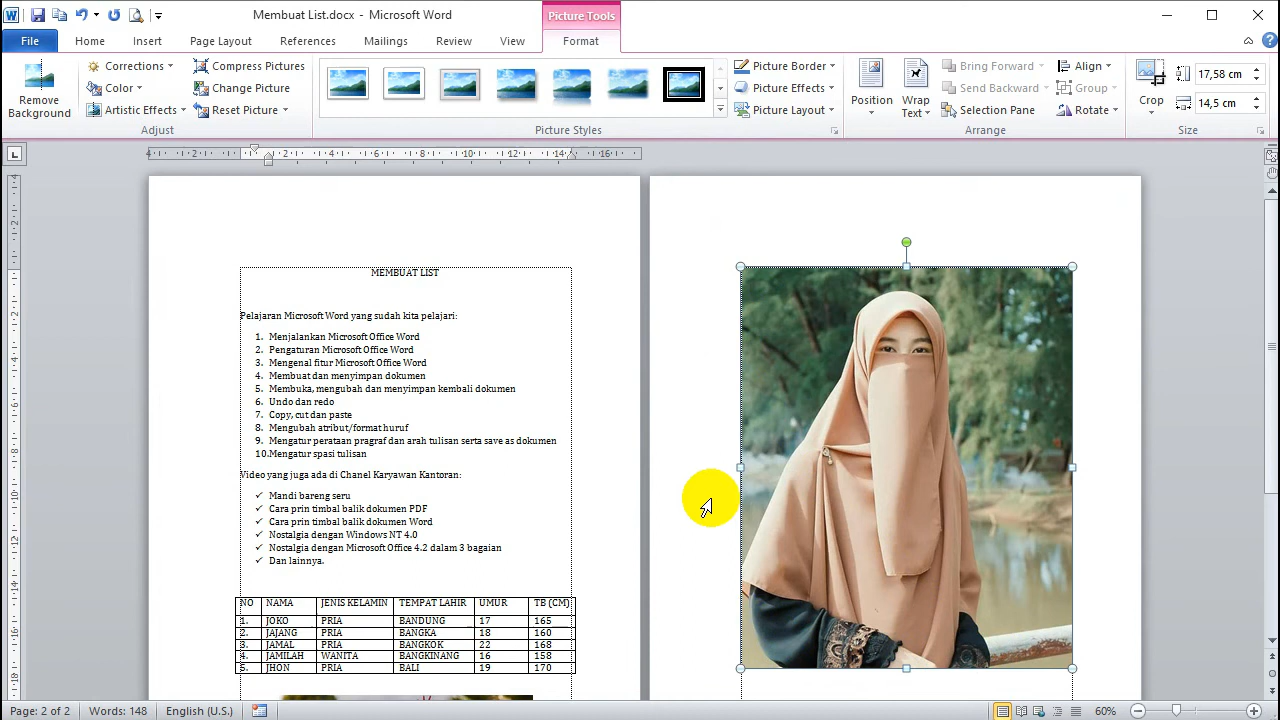 Membuat List.docx - Microsoft Word
Picture Tools
File Home Insert Page Layout References Mailings Review View Format
Remove Background
Corrections
Color
Artistic Effects
Compress Pictures
Change Picture
Reset Picture
Adjust
Picture Styles
Picture Border
Picture Effects
Picture Layout
Position
Wrap Text
Bring Forward
Send Backward
Selection Pane
Align
Group
Rotate
Arrange
Crop
17,58 cm
14,5 cm
Size
MEMBUAT LIST
Pelajaran Microsoft Word yang sudah kita pelajari:
1. Menjalankan Microsoft Office Word
2. Pengaturan Microsoft Office Word
3. Mengenal fitur Microsoft Office Word
4. Membuat dan menyimpan dokumen
5. Membuka, mengubah dan menyimpan kembali dokumen
6. Undo dan redo
7. Copy, cut dan paste
8. Mengubah atribut/format huruf
9. Mengatur perataan pragraf dan arah tulisan serta save as dokumen
10.Mengatur spasi tulisan
Video yang juga ada di Chanel Karyawan Kantoran:
✓ Mandi bareng seru
✓ Cara prin timbal balik dokumen PDF
✓ Cara prin timbal balik dokumen Word
✓ Nostalgia dengan Windows NT 4.0
✓ Nostalgia dengan Microsoft Office 4.2 dalam 3 bagaian
✓ Dan lainnya.
NO NAMA JENIS KELAMIN TEMPAT LAHIR UMUR TB (CM)
1. JOKO PRIA BANDUNG 17 165
2. JAJANG PRIA BANGKA 18 160
3. JAMAL PRIA BANGKOK 22 168
4. JAMILAH WANITA BANGKINANG 16 158
5. JHON PRIA BALI 19 170
Page: 2 of 2 Words: 148 English (U.S.) 60%